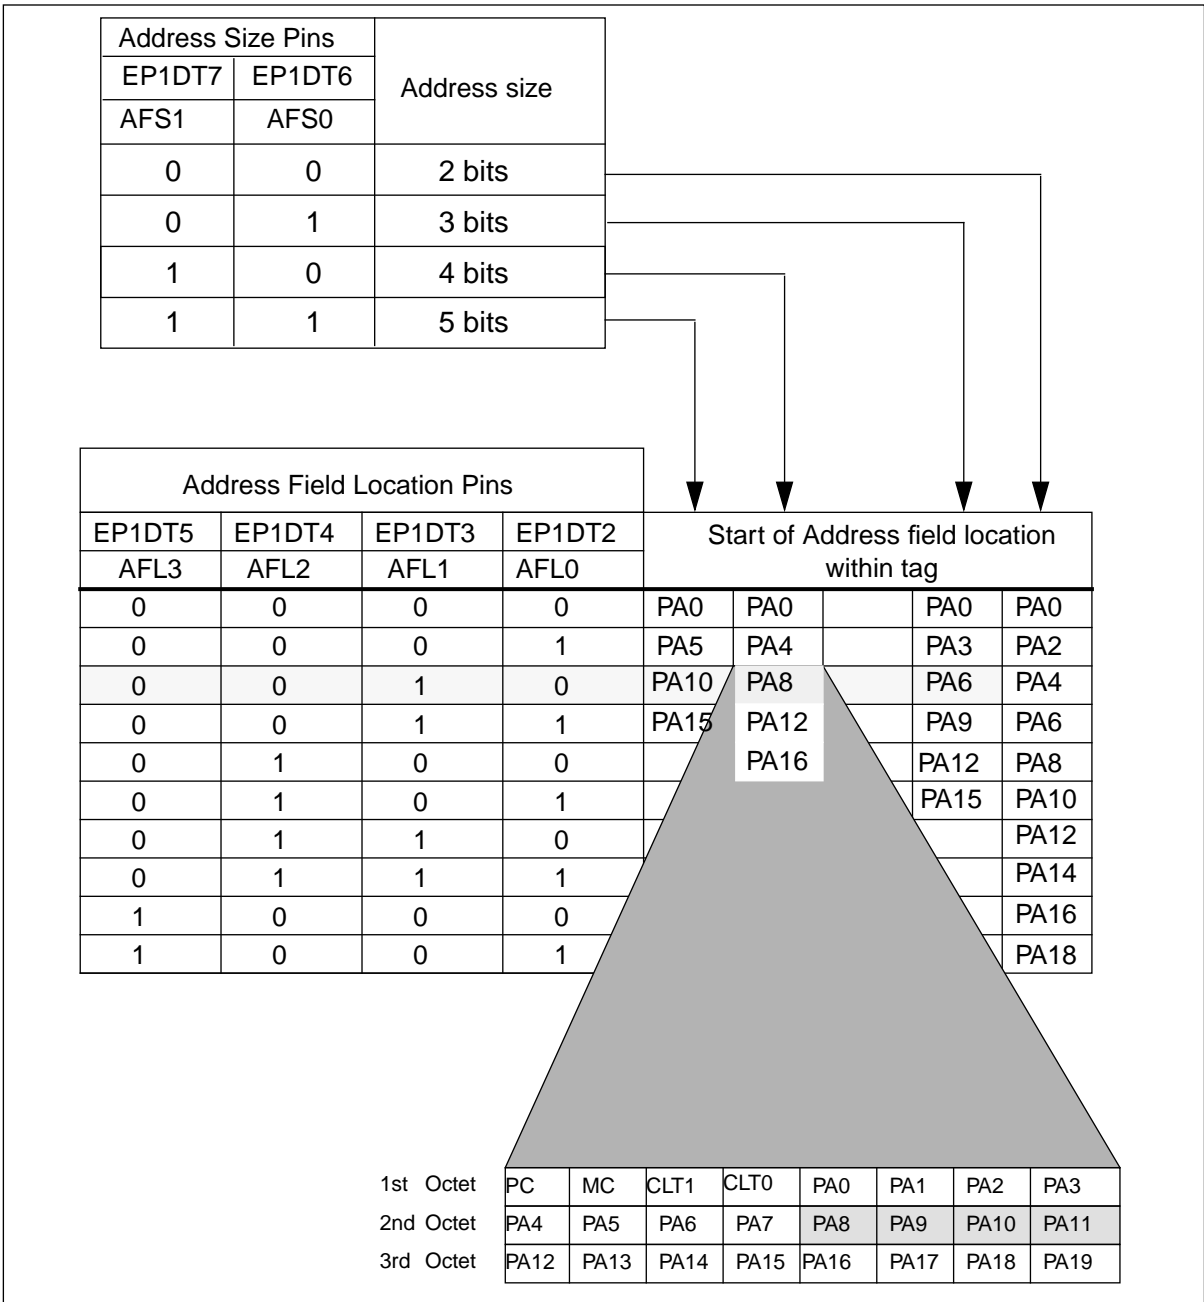 Address Size Pins
EP1DT7 EP1DT6 Address size
AFS1 AFS0
0 0 2 bits
0 1 3 bits
1 0 4 bits
1 1 5 bits
Address Field Location Pins
EP1DT5 EP1DT4 EP1DT3 EP1DT2 Start of Address field location
AFL3 AFL2 AFL1 AFL0 within tag
0 0 0 0 PA0 PA0 PA0 PA0
0 0 0 1 PA5 PA4 PA3 PA2
0 0 1 0 PA10 PA8 PA6 PA4
0 0 1 1 PA15 PA12 PA9 PA6
0 1 0 0 PA16 PA12 PA8
0 1 0 1 PA15 PA10
0 1 1 0 PA12
0 1 1 1 PA14
1 0 0 0 PA16
1 0 0 1 PA18
1st Octet PC MC CLT1 CLT0 PA0 PA1 PA2 PA3
2nd Octet PA4 PA5 PA6 PA7 PA8 PA9 PA10 PA11
3rd Octet PA12 PA13 PA14 PA15 PA16 PA17 PA18 PA19